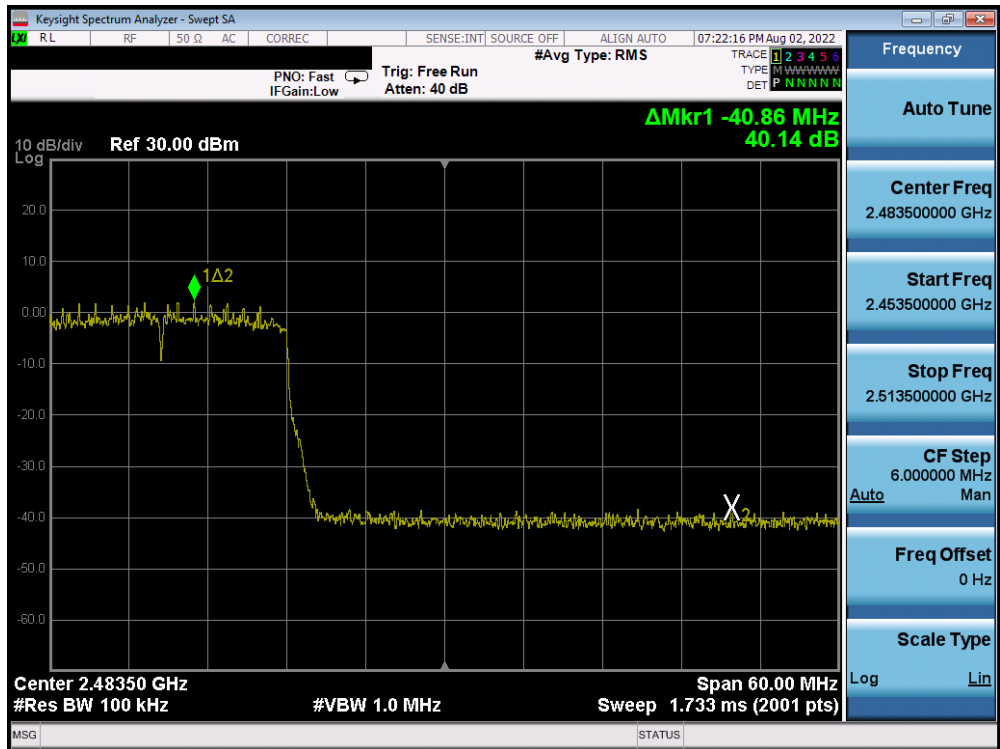 Keysight Spectrum Analyzer - Swept SA
LXI RL RF 50 Ω AC CORREC SENSE:INT SOURCE OFF ALIGN AUTO 07:22:16 PM Aug 02, 2022
#Avg Type: RMS
TRACE 1 2 3 4 5 6
PNO: Fast Trig: Free Run
TYPE M WWWWW
IFGain:Low Atten: 40 dB
DET P N N N N N
ΔMkr1 -40.86 MHz
40.14 dB
10 dB/div Ref 30.00 dBm
Log
20.0
10.0
0.00
-10.0
-20.0
-30.0
-40.0
-50.0
-60.0
1Δ2
X2
Center 2.48350 GHz Span 60.00 MHz
#Res BW 100 kHz #VBW 1.0 MHz Sweep 1.733 ms (2001 pts)
MSG STATUS
Frequency
Auto Tune
Center Freq
2.483500000 GHz
Start Freq
2.453500000 GHz
Stop Freq
2.513500000 GHz
CF Step
6.000000 MHz
Auto Man
Freq Offset
0 Hz
Scale Type
Log Lin